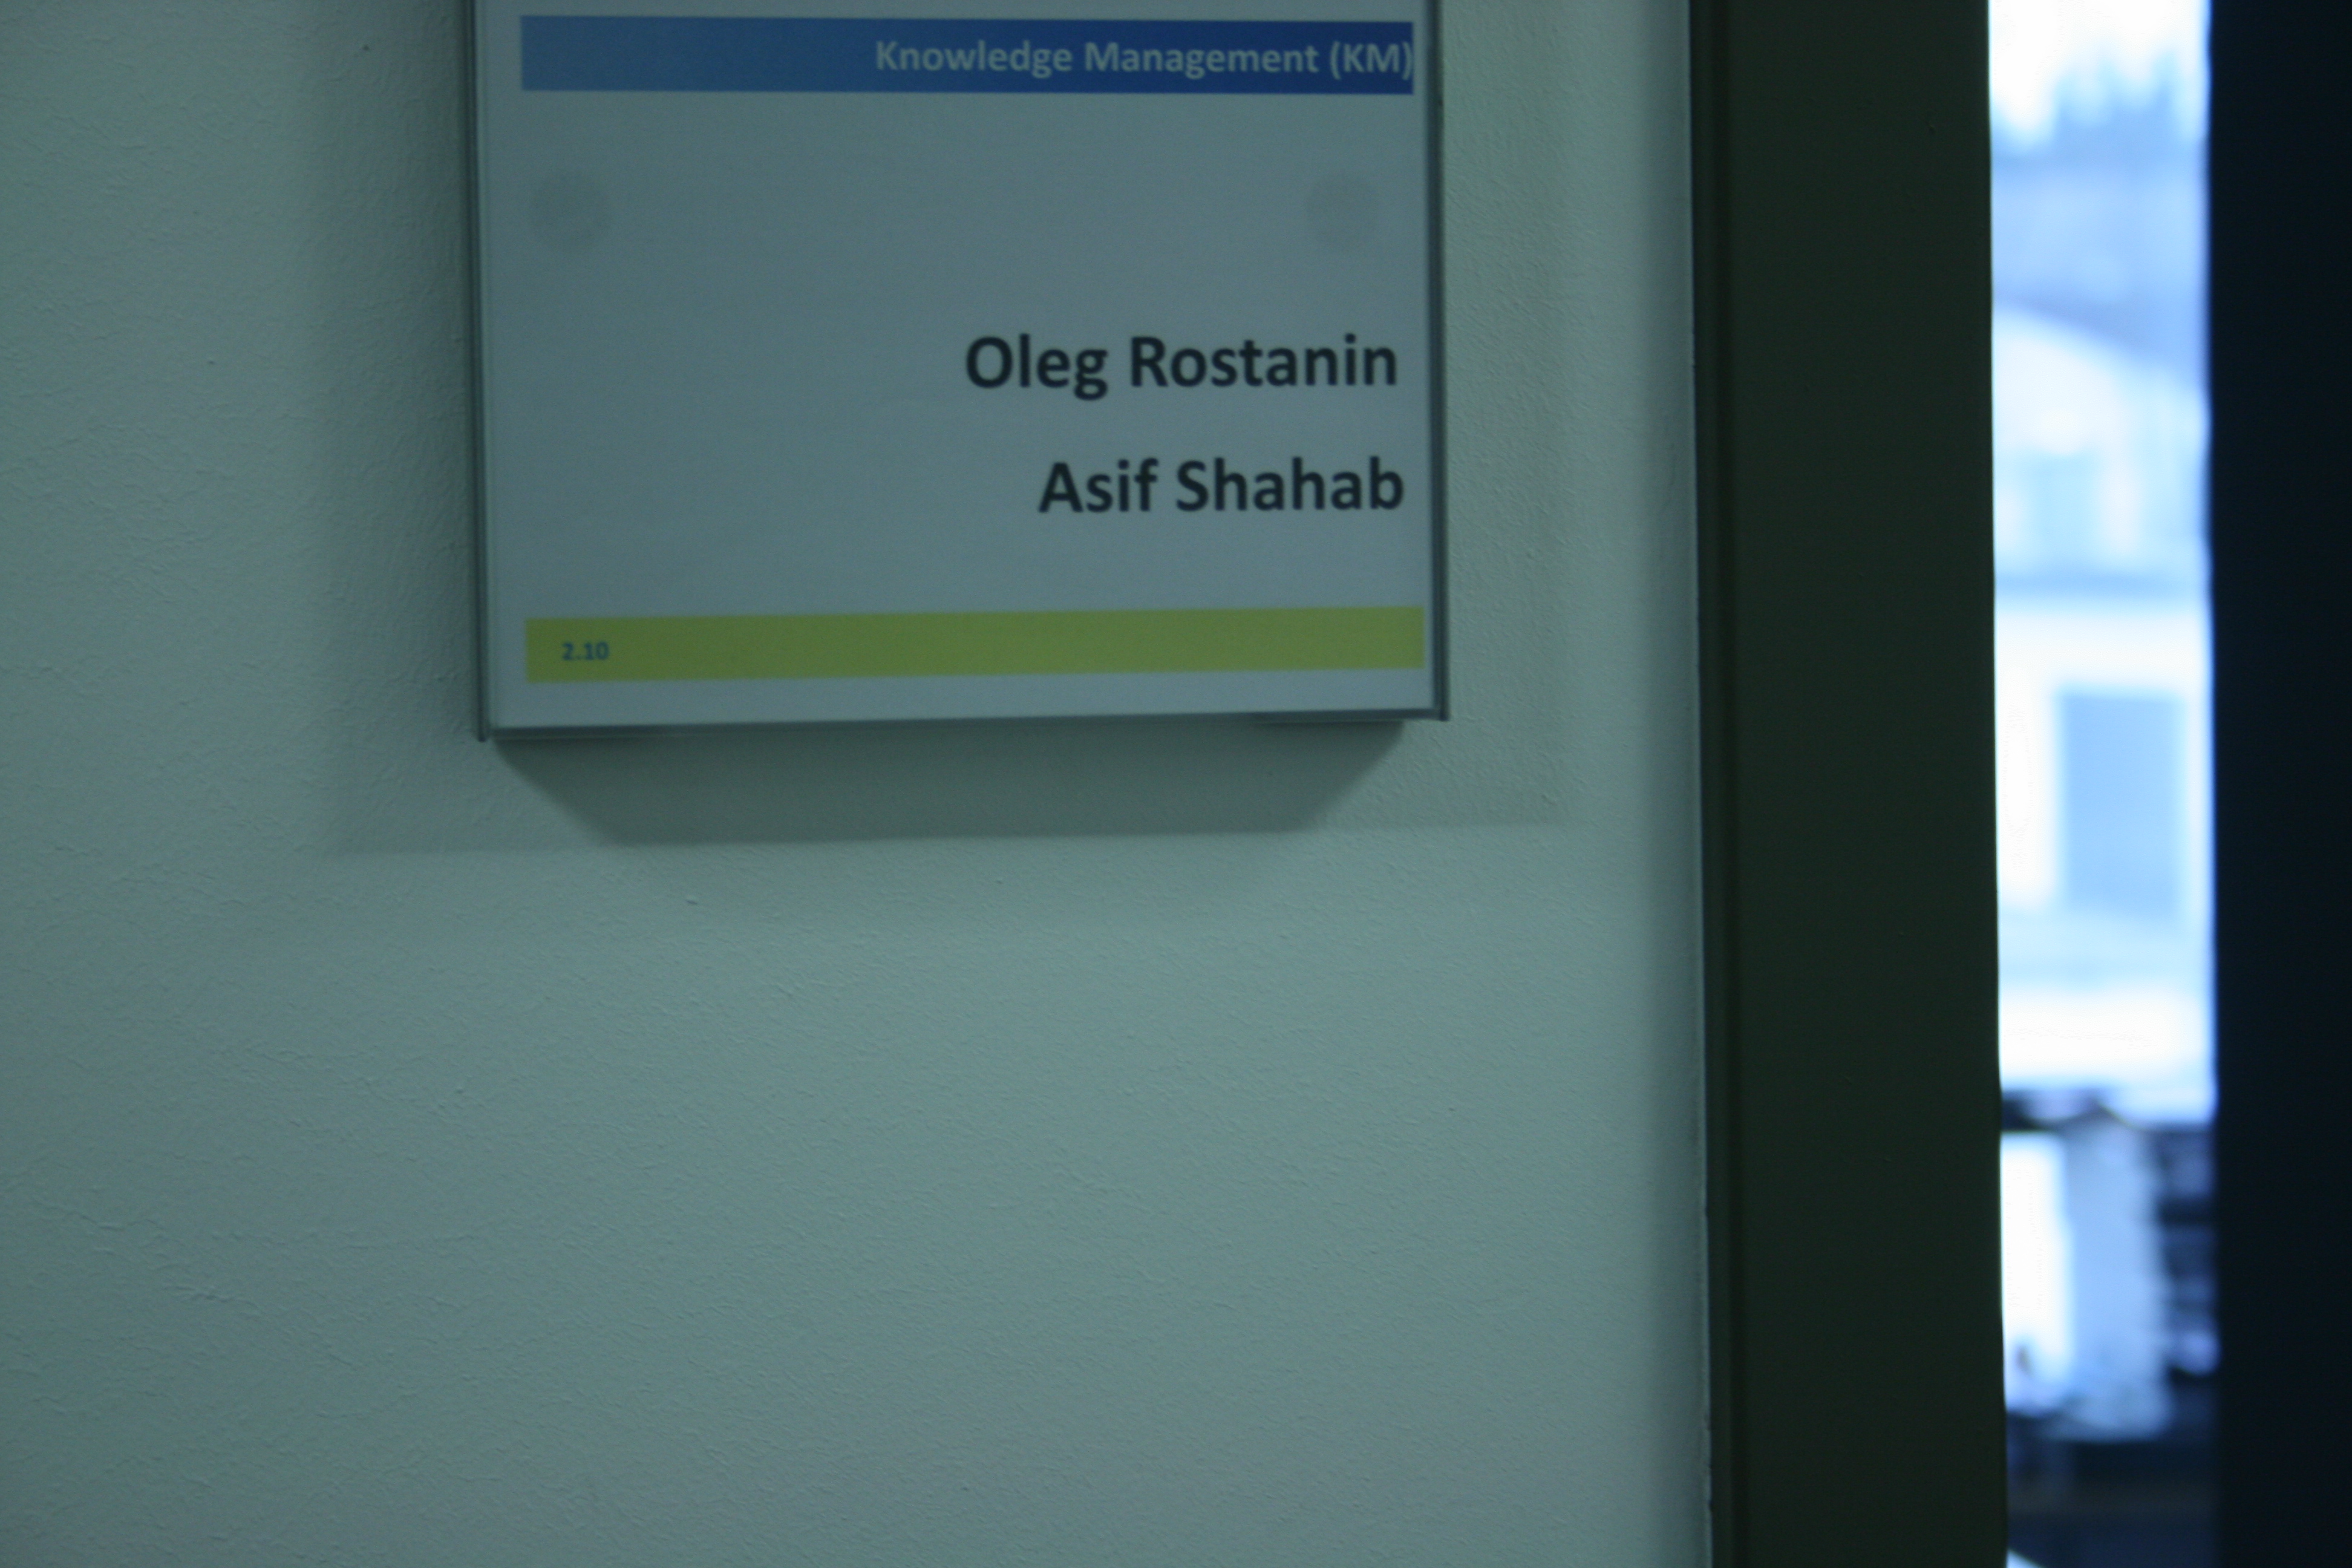 Knowledge Management (KM)
Oleg Rostanin
Asif Shahab
2.10